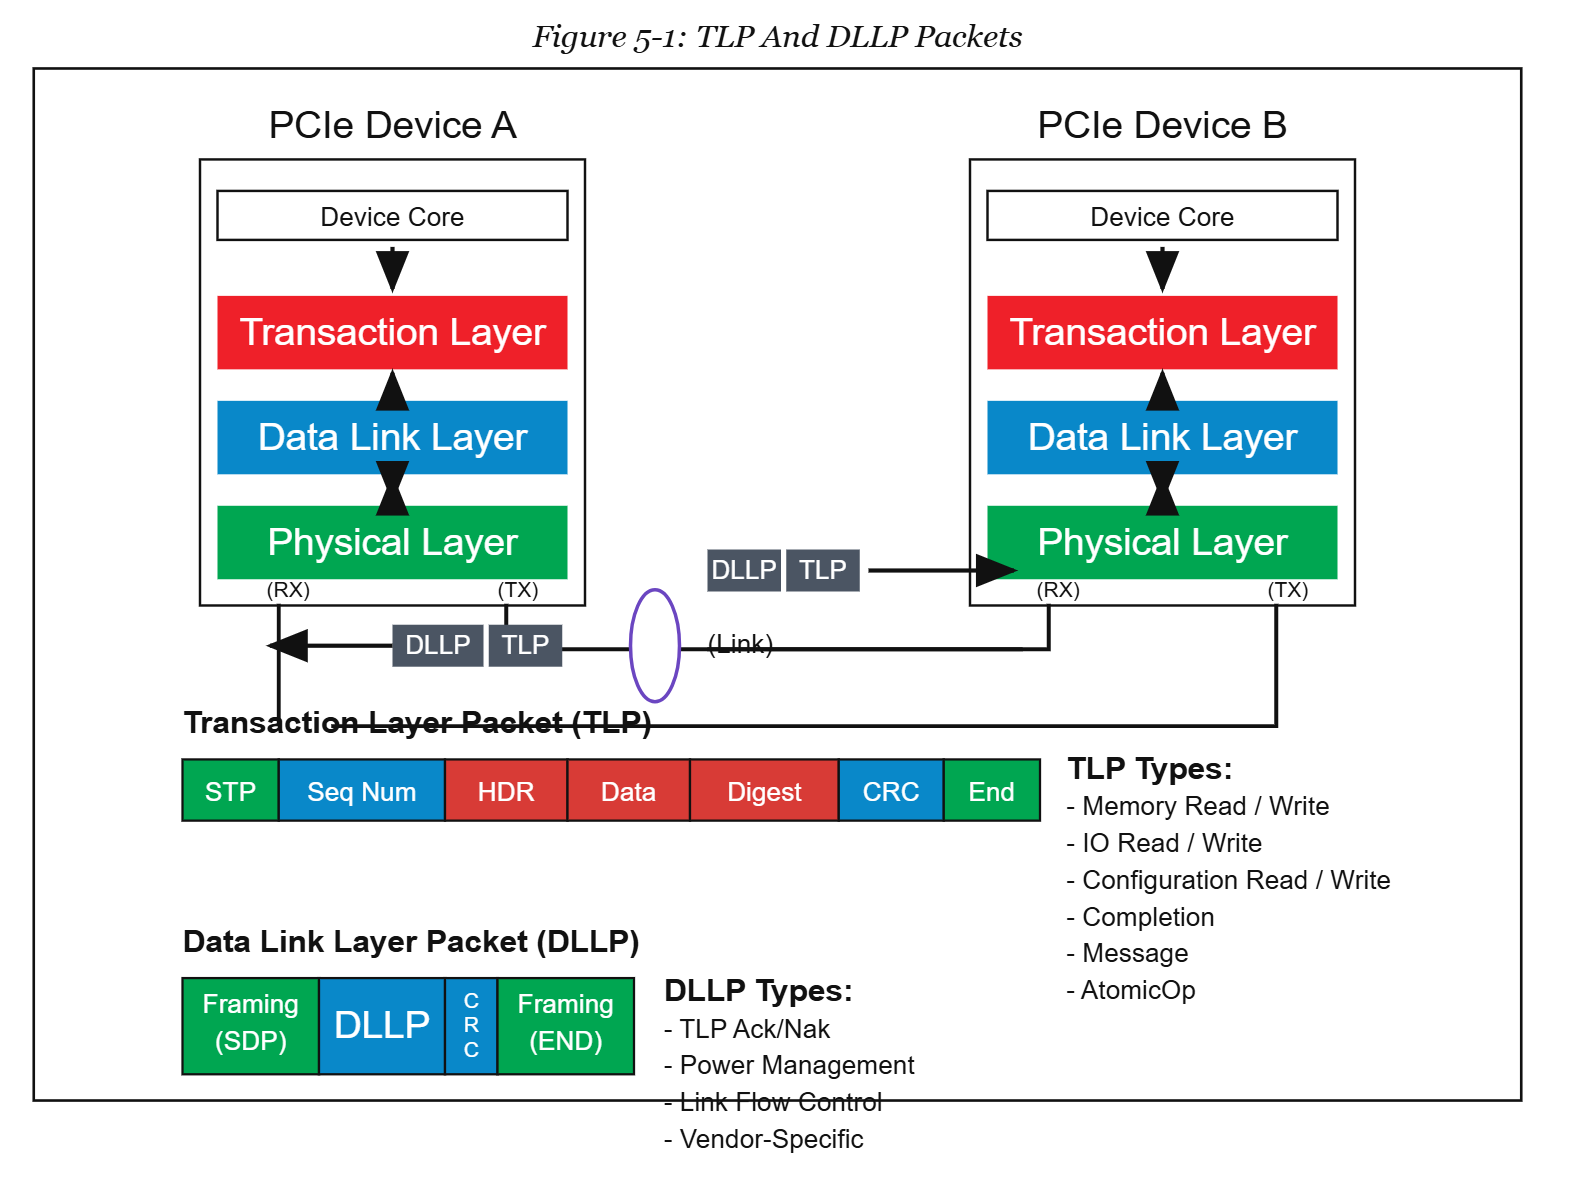 Figure 5-1: TLP And DLLP Packets
PCIe Device A
PCIe Device B
Device Core
Device Core
Transaction Layer
Transaction Layer
Data Link Layer
Data Link Layer
Physical Layer
Physical Layer
DLLP
TLP
(RX)
(TX)
(RX)
(TX)
DLLP
TLP
(Link)
Transaction Layer Packet (TLP)
STP
Seq Num
HDR
Data
Digest
CRC
End
TLP Types:
- Memory Read / Write
- IO Read / Write
- Configuration Read / Write
- Completion
- Message
- AtomicOp
Data Link Layer Packet (DLLP)
Framing
(SDP)
DLLP
C
R
C
Framing
(END)
DLLP Types:
- TLP Ack/Nak
- Power Management
- Link Flow Control
- Vendor-Specific